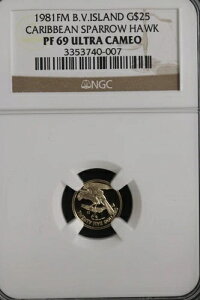 1981FM B.V.ISLAND G$25
CARIBBEAN SPARROW HAWK
PF 69 ULTRA CAMEO
3353740-007
NGC